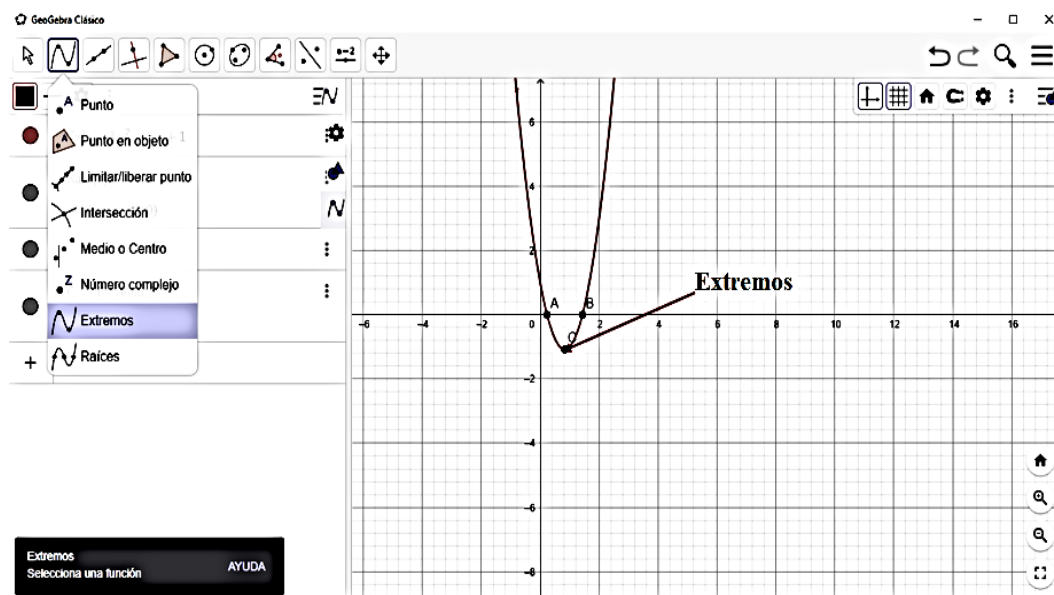 GeoGebra Clásico
a=2
A Punto
Punto en objeto
1
Limitar/liberar punto
Intersección
Medio o Centro
Z Número complejo
Extremos
Raíces
+
Extremos
Selecciona una función
AYUDA
6
4
2
Extremos
A B
-6 -4 -2 0 2 4 6 8 10 12 14 16
C
-2
-4
-6
-8